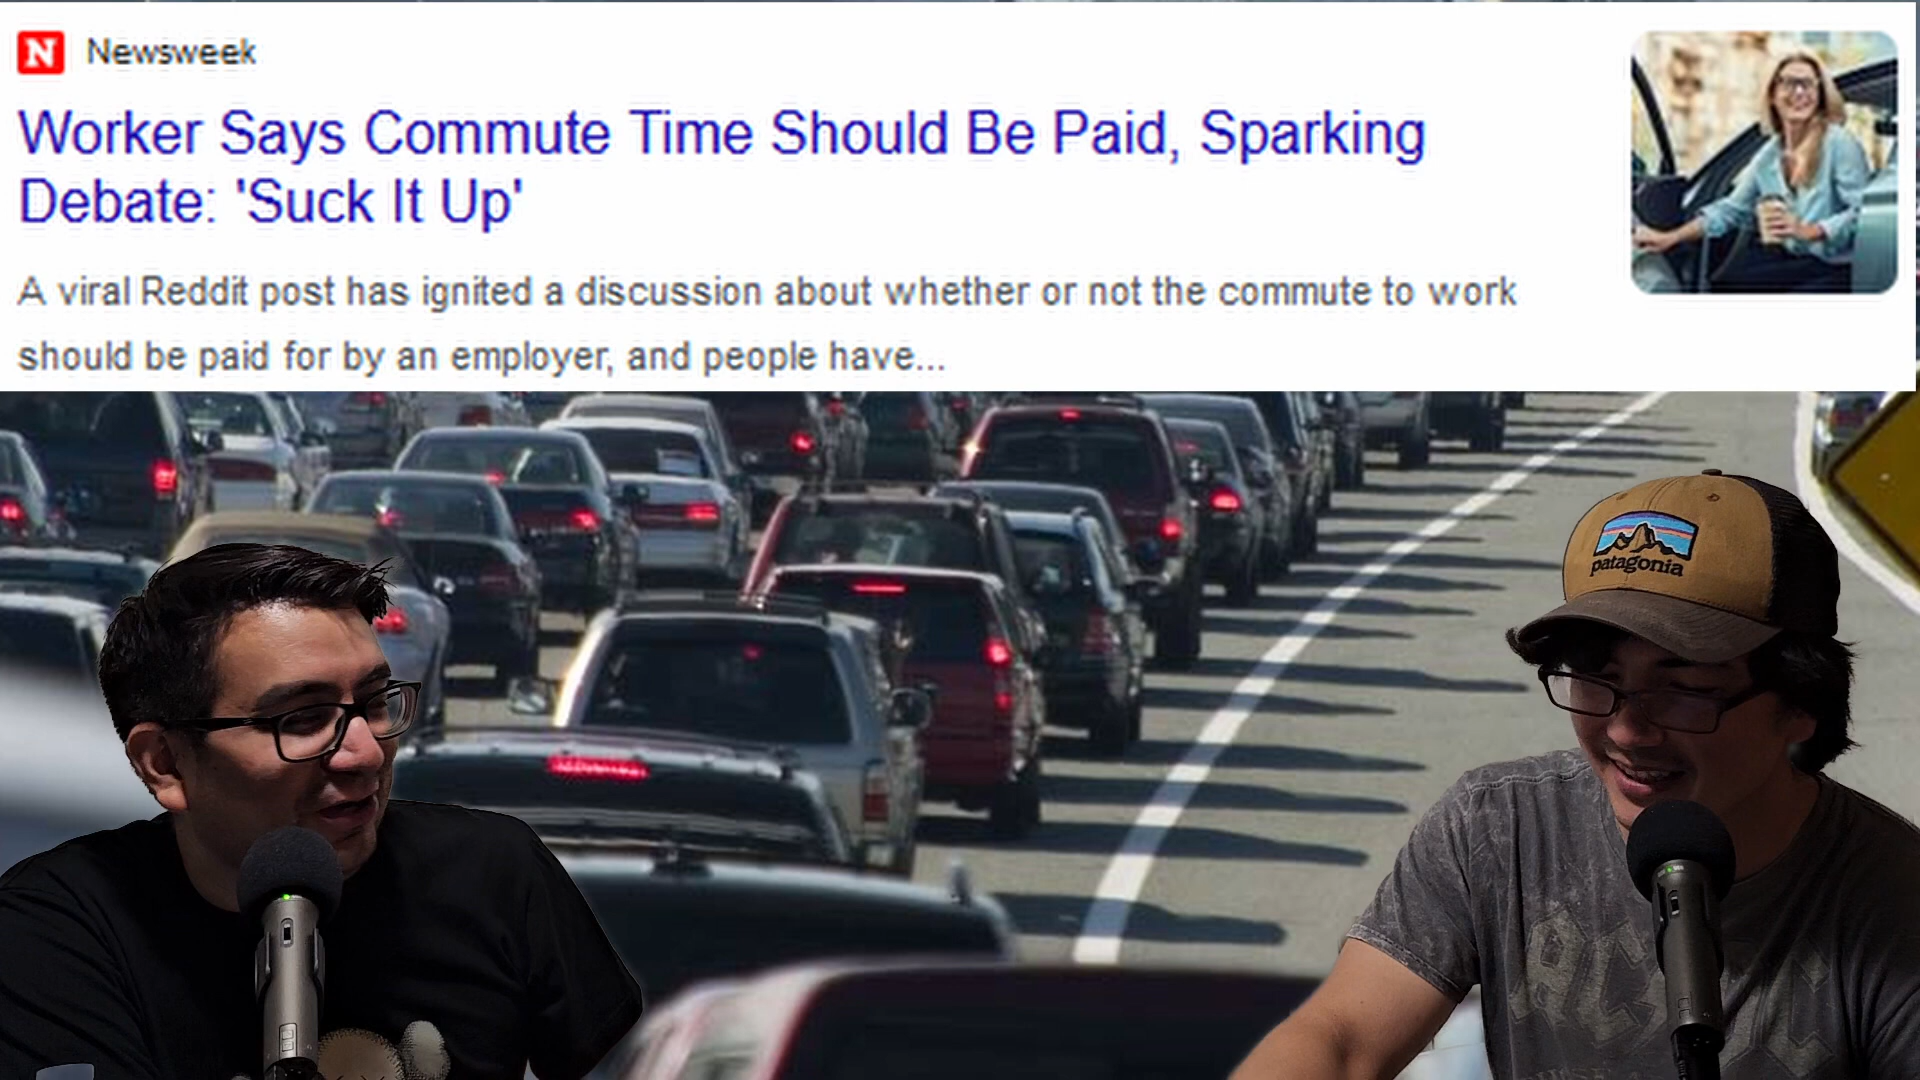 N Newsweek
Worker Says Commute Time Should Be Paid, Sparking
Debate: 'Suck It Up'
A viral Reddit post has ignited a discussion about whether or not the commute to work
should be paid for by an employer, and people have...
patagonia